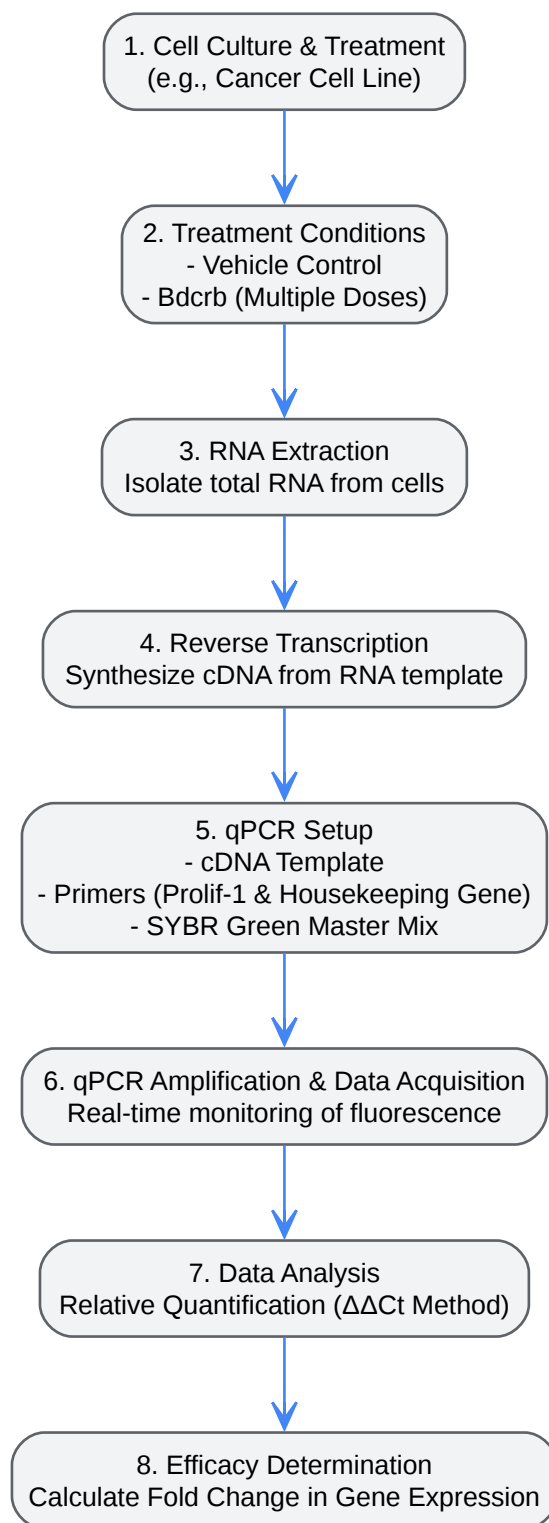 1. Cell Culture & Treatment
(e.g., Cancer Cell Line)
2. Treatment Conditions
- Vehicle Control
- Bdcrb (Multiple Doses)
3. RNA Extraction
Isolate total RNA from cells
4. Reverse Transcription
Synthesize cDNA from RNA template
5. qPCR Setup
- cDNA Template
- Primers (Prolif-1 & Housekeeping Gene)
- SYBR Green Master Mix
6. qPCR Amplification & Data Acquisition
Real-time monitoring of fluorescence
7. Data Analysis
Relative Quantification (ΔΔCt Method)
8. Efficacy Determination
Calculate Fold Change in Gene Expression